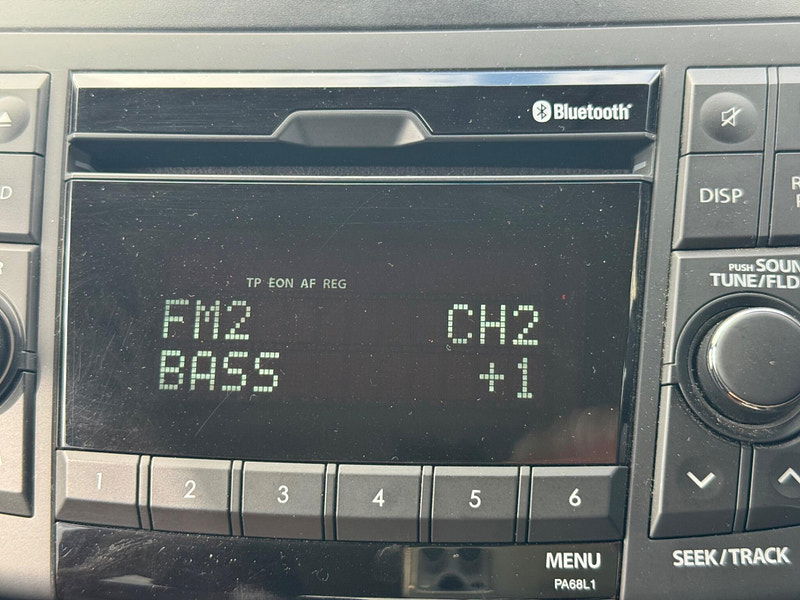 Bluetooth
DISP
PUSH SOUN
TUNE/FLD
TP EON AF REG
FM2 CH2
BASS +1
1 2 3 4 5 6
MENU
PA68L1
SEEK/TRACK